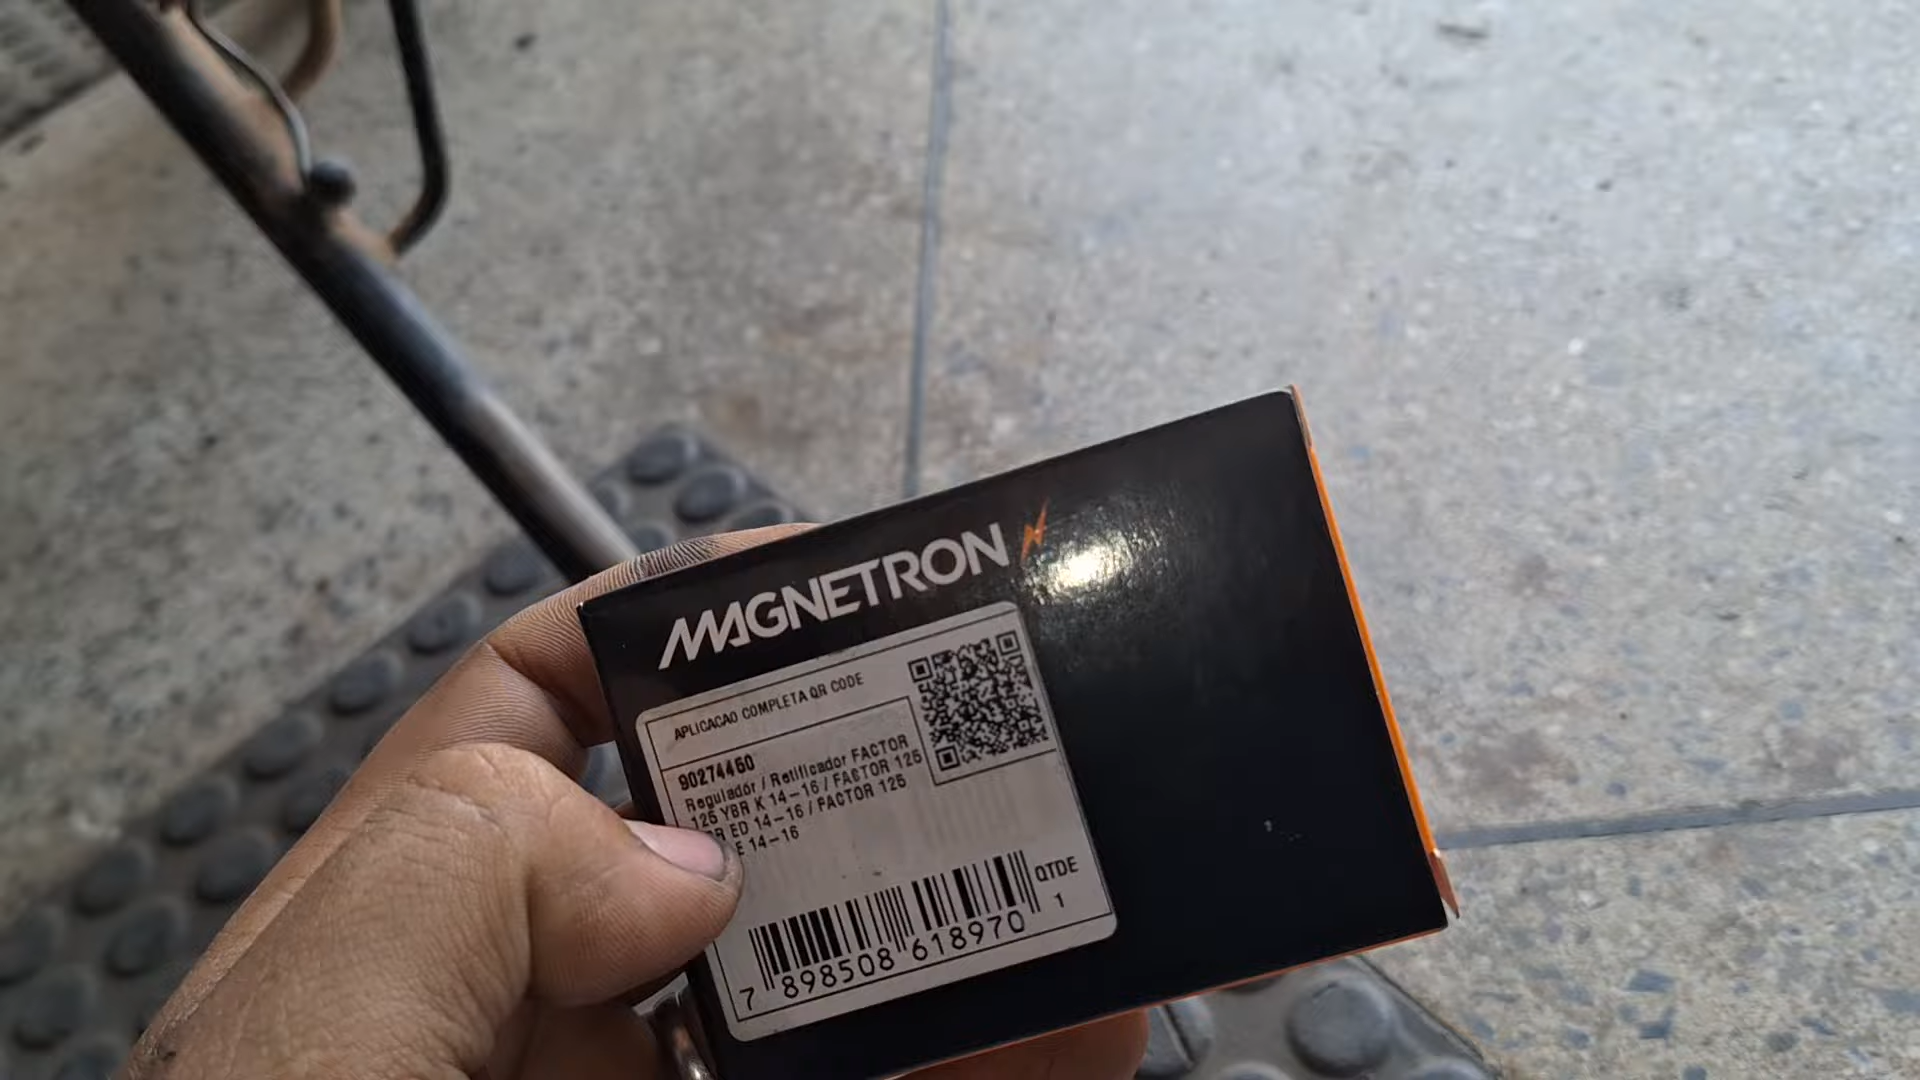 MAGNETRON
APLICACAO COMPLETA QR CODE
90274460
Regulador / Retificador FACTOR
125 YBR K 14-16 / FACTOR 125
ED 14-16 / FACTOR 125
E 14-16
QTDE
1
7 898508 618970